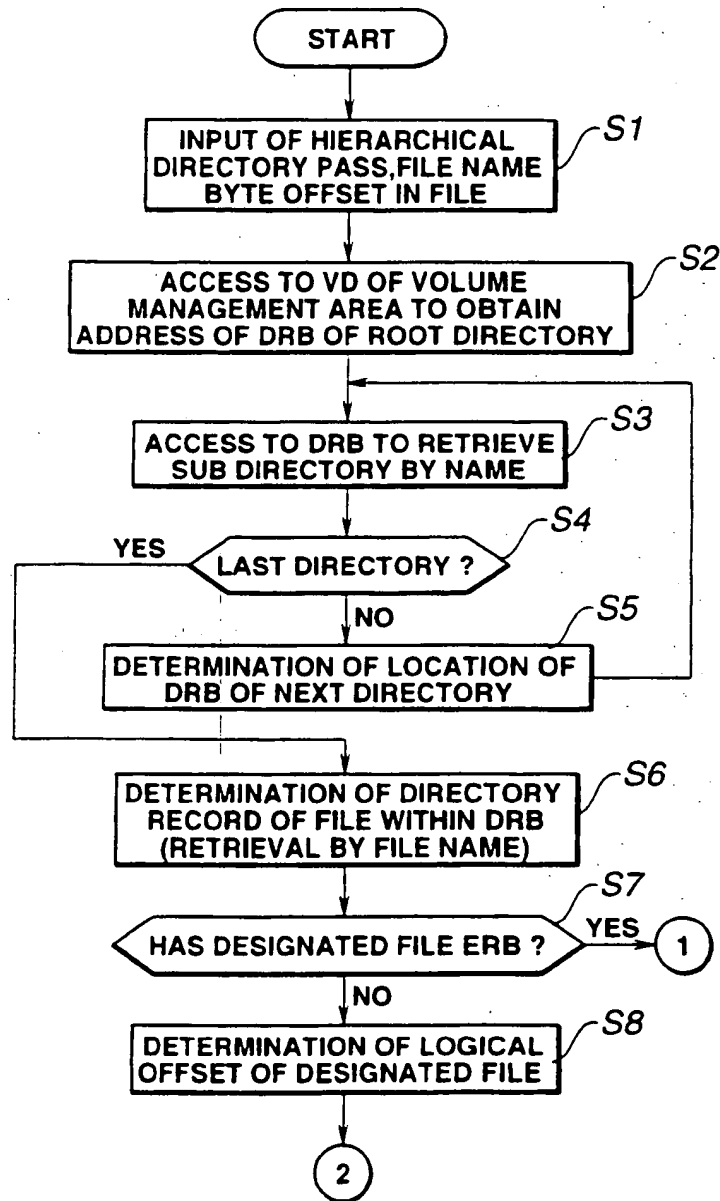 START
INPUT OF HIERARCHICAL
DIRECTORY PASS,FILE NAME
BYTE OFFSET IN FILE
S1
ACCESS TO VD OF VOLUME
MANAGEMENT AREA TO OBTAIN
ADDRESS OF DRB OF ROOT DIRECTORY
S2
ACCESS TO DRB TO RETRIEVE
SUB DIRECTORY BY NAME
S3
LAST DIRECTORY ?
S4
YES
NO
DETERMINATION OF LOCATION OF
DRB OF NEXT DIRECTORY
S5
DETERMINATION OF DIRECTORY
RECORD OF FILE WITHIN DRB
(RETRIEVAL BY FILE NAME)
S6
HAS DESIGNATED FILE ERB ?
S7
YES
1
NO
DETERMINATION OF LOGICAL
OFFSET OF DESIGNATED FILE
S8
2